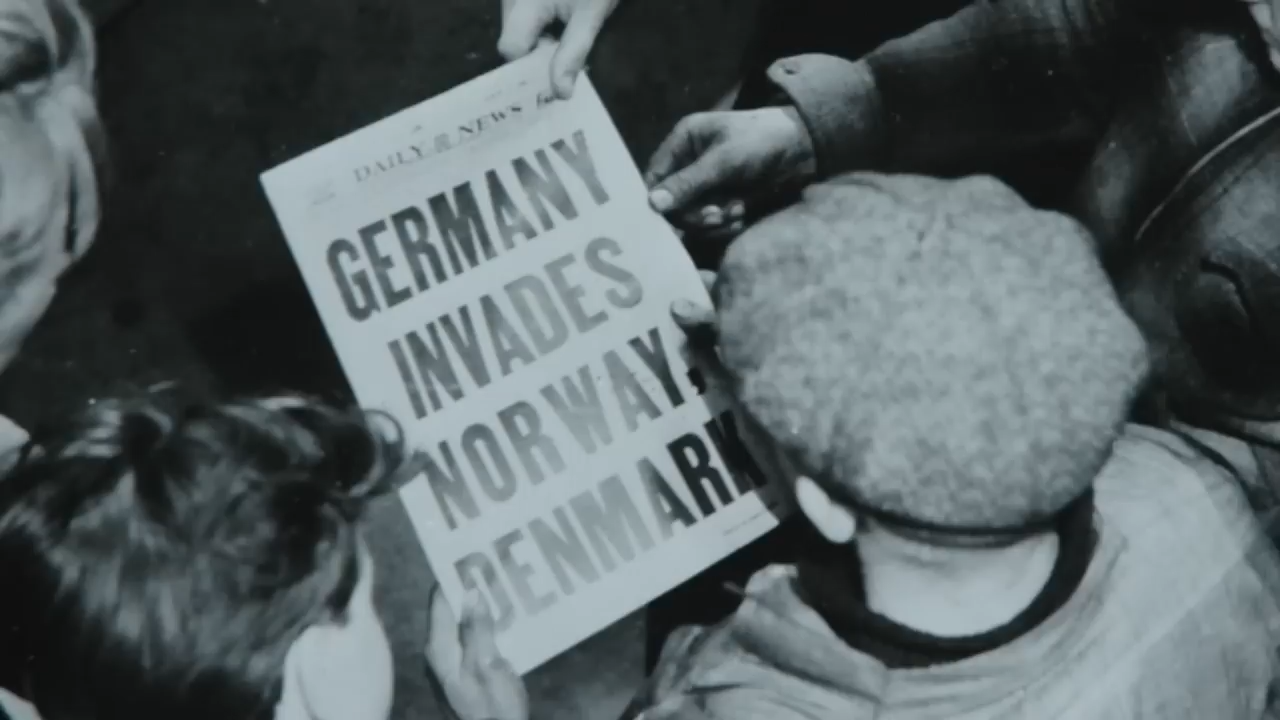 DAILY NEWS
GERMANY
INVADES
NORWAY,
DENMARK